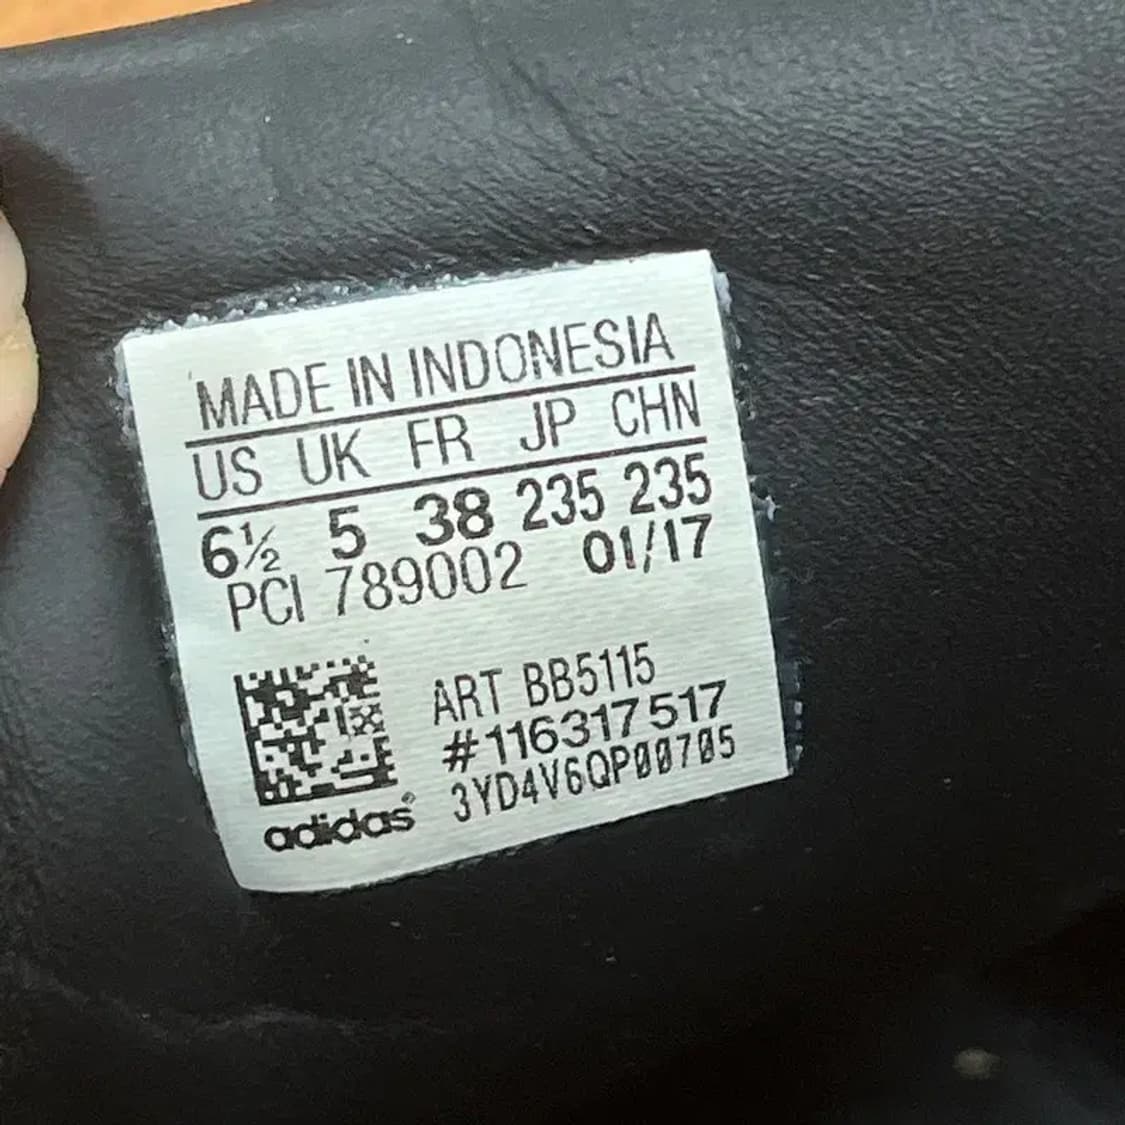 MADE IN INDONESIA
US UK FR JP CHN
6½ 5 38 235 235
PCI 789002 01/17
ART BB5115
#116317517
3YD4V6QP00705
adidas®